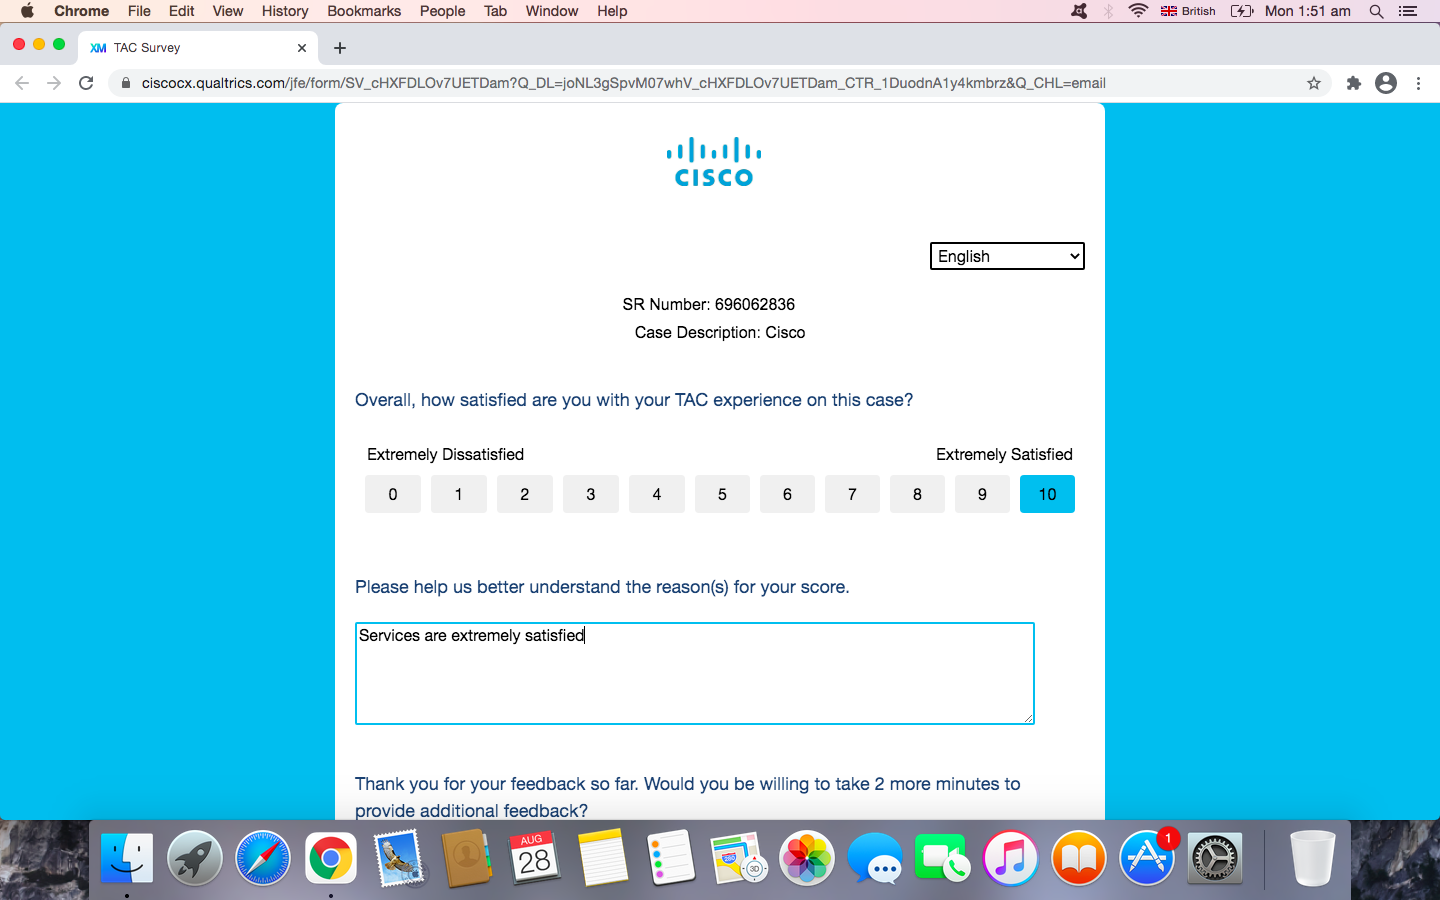 Chrome File Edit View History Bookmarks People Tab Window Help British Mon 1:51 am
XM TAC Survey
ciscocx.qualtrics.com/jfe/form/SV_cHXFDLOv7UETDam?Q_DL=joNL3gSpvM07whV_cHXFDLOv7UETDam_CTR_1DuodnA1y4kmbrz&Q_CHL=email
CISCO
English
SR Number: 696062836
Case Description: Cisco
Overall, how satisfied are you with your TAC experience on this case?
Extremely Dissatisfied Extremely Satisfied
0 1 2 3 4 5 6 7 8 9 10
Please help us better understand the reason(s) for your score.
Services are extremely satisfied
Thank you for your feedback so far. Would you be willing to take 2 more minutes to
provide additional feedback?
AUG
28
280
3D
1